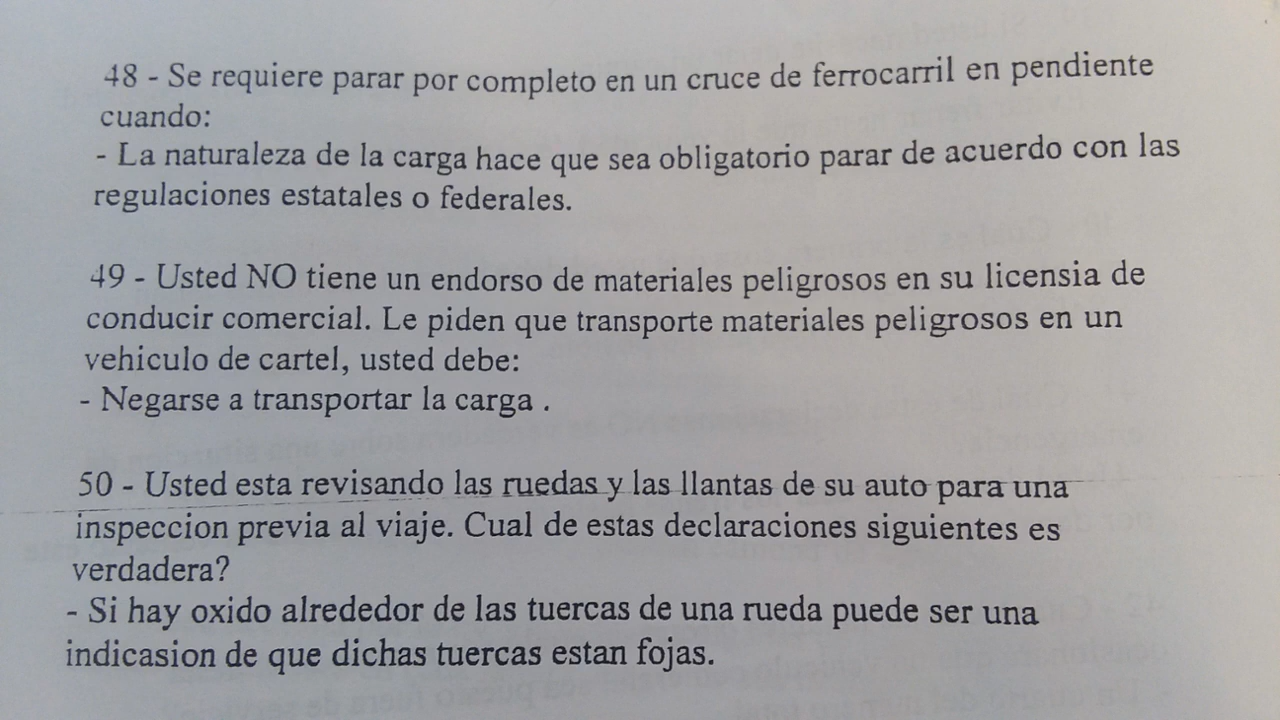 48 - Se requiere parar por completo en un cruce de ferrocarril en pendiente
cuando:
- La naturaleza de la carga hace que sea obligatorio parar de acuerdo con las
regulaciones estatales o federales.
49 - Usted NO tiene un endorso de materiales peligrosos en su licensia de
conducir comercial. Le piden que transporte materiales peligrosos en un
vehiculo de cartel, usted debe:
- Negarse a transportar la carga .
50 - Usted esta revisando las ruedas y las llantas de su auto para una
inspeccion previa al viaje. Cual de estas declaraciones siguientes es
verdadera?
- Si hay oxido alrededor de las tuercas de una rueda puede ser una
indicasion de que dichas tuercas estan fojas.